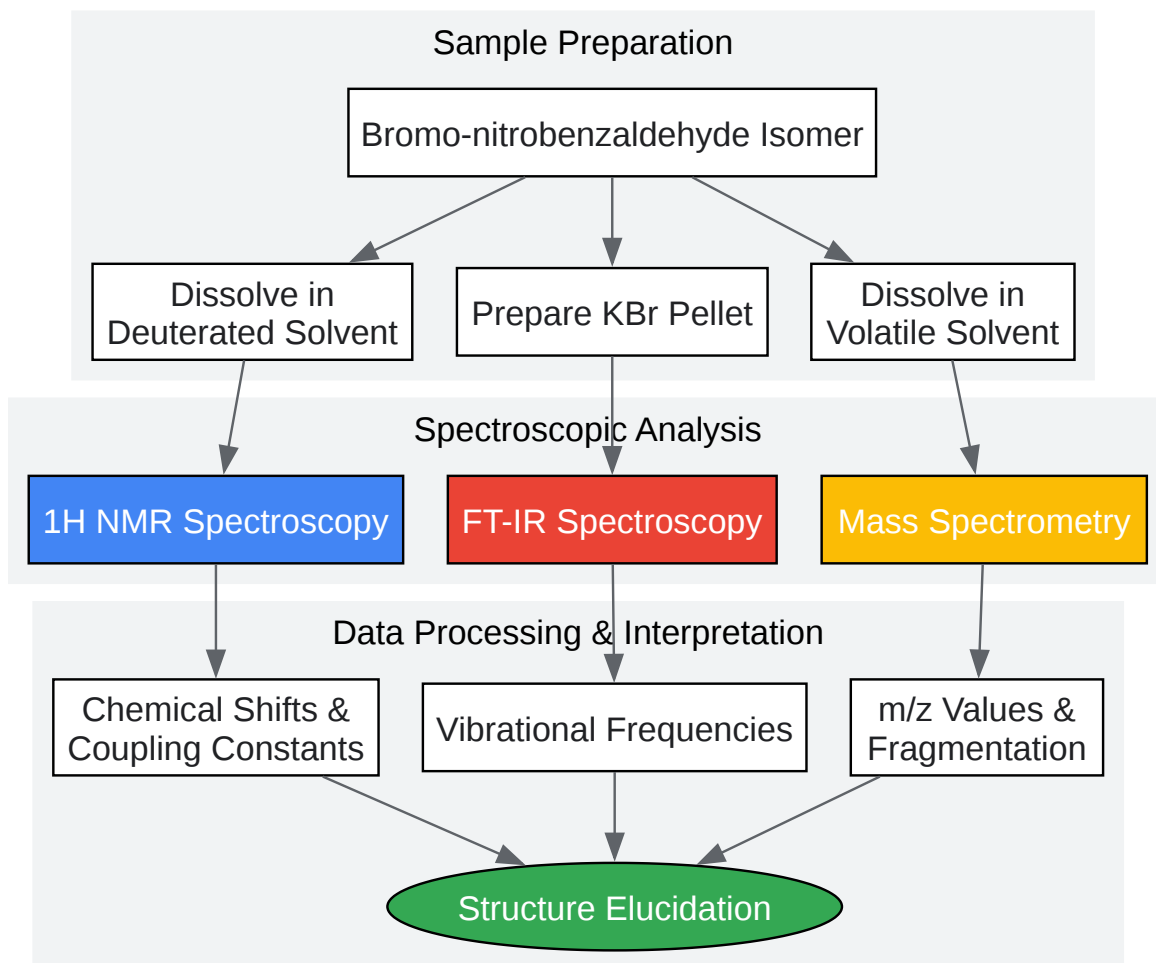 Sample Preparation
Bromo-nitrobenzaldehyde Isomer
Dissolve in
Deuterated Solvent
Prepare KBr Pellet
Dissolve in
Volatile Solvent
Spectroscopic Analysis
1H NMR Spectroscopy
FT-IR Spectroscopy
Mass Spectrometry
Data Processing & Interpretation
Chemical Shifts &
Coupling Constants
Vibrational Frequencies
m/z Values &
Fragmentation
Structure Elucidation